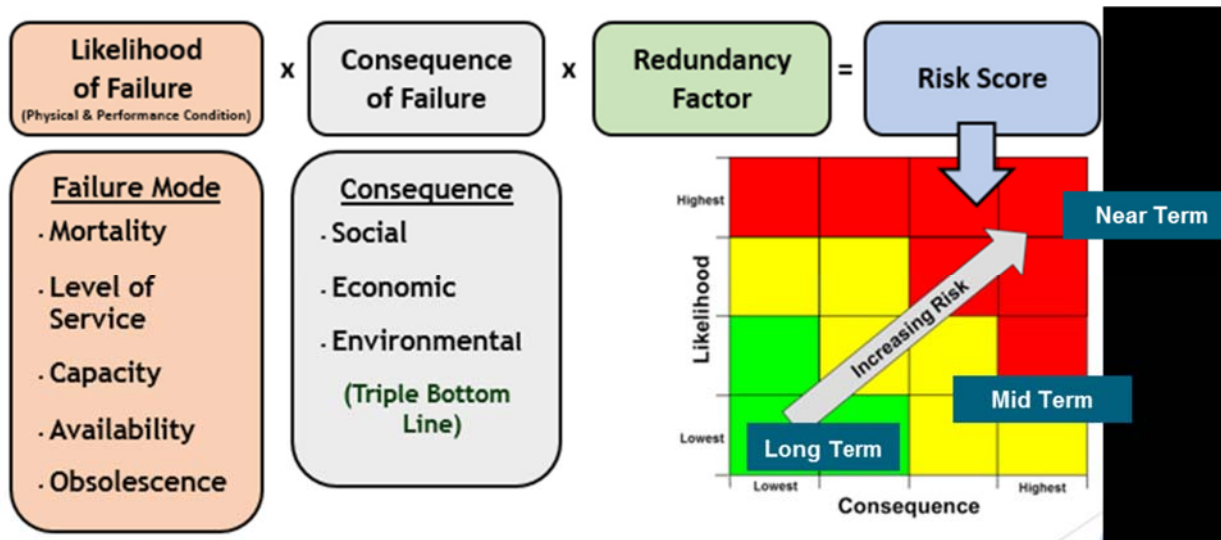 Likelihood
of Failure
(Physical & Performance Condition)
x
Consequence
of Failure
x
Redundancy
Factor
=
Risk Score
Failure Mode
· Mortality
· Level of
Service
· Capacity
· Availability
· Obsolescence
Consequence
· Social
· Economic
· Environmental
(Triple Bottom
Line)
Highest
Near Term
Likelihood
Increasing Risk
Mid Term
Lowest
Long Term
Lowest
Highest
Consequence